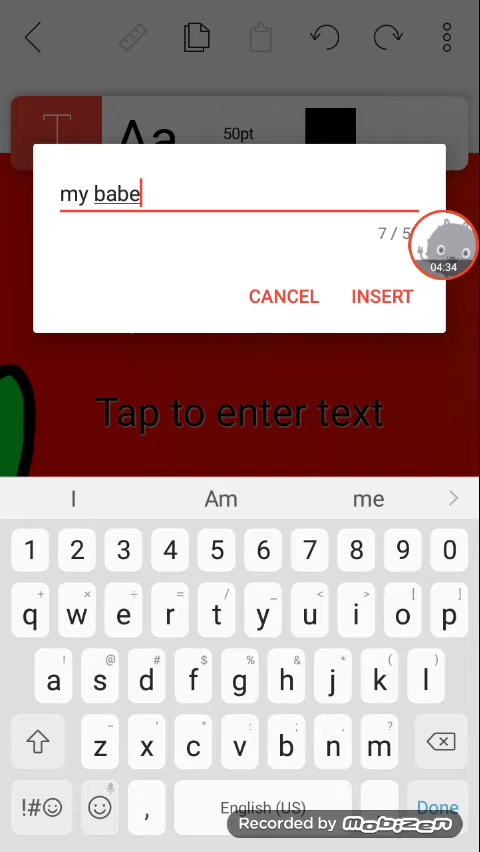 T Aa 50pt
my babe
7 / 5
04:34
CANCEL INSERT
Tap to enter text
I Am me
1 2 3 4 5 6 7 8 9 0
+ × ÷ = / _ < > [ ]
q w e r t y u i o p
! @ # $ % & * ( )
a s d f g h j k l
- ' " : ; , ?
z x c v b n m
!#☺ , English (US) Done
Recorded by mobizen